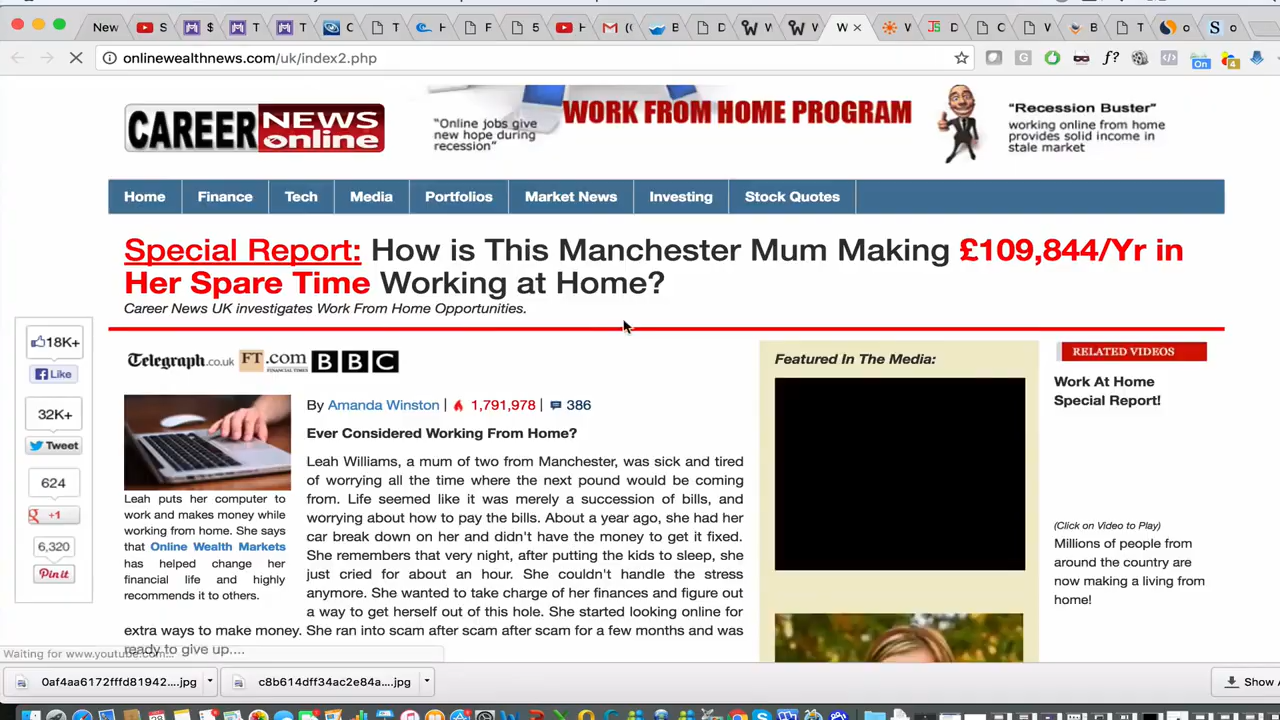 New
S
$
T
T
C
T
F
5
H
(
B
D
W
W
W
V
D
C
V
B
T
o
o
onlinewealthnews.com/uk/index2.php
On
4
CAREER NEWS online
"Online jobs give
new hope during
recession"
WORK FROM HOME PROGRAM
"Recession Buster"
working online from home
provides solid income in
stale market
Home Finance Tech Media Portfolios Market News Investing Stock Quotes
Special Report: How is This Manchester Mum Making £109,844/Yr in
Her Spare Time Working at Home?
Career News UK investigates Work From Home Opportunities.
18K+
Like
32K+
Tweet
624
+1
6,320
Pin it
Telegraph.co.uk FT.com FINANCIAL TIMES BBC
Leah puts her computer to
work and makes money while
working from home. She says
that Online Wealth Markets
has helped change her
financial life and highly
recommends it to others.
By Amanda Winston | 1,791,978 | 386
Ever Considered Working From Home?
Leah Williams, a mum of two from Manchester, was sick and tired
of worrying all the time where the next pound would be coming
from. Life seemed like it was merely a succession of bills, and
worrying about how to pay the bills. About a year ago, she had her
car break down on her and didn't have the money to get it fixed.
She remembers that very night, after putting the kids to sleep, she
just cried for about an hour. She couldn't handle the stress
anymore. She wanted to take charge of her finances and figure out
a way to get herself out of this hole. She started looking online for
extra ways to make money. She ran into scam after scam after scam for a few months and was
ready to give up....
Featured In The Media:
RELATED VIDEOS
Work At Home
Special Report!
(Click on Video to Play)
Millions of people from
around the country are
now making a living from
home!
Waiting for www.youtube.com...
0af4aa6172fffd81942....jpg
c8b614dff34ac2e84a....jpg
Show